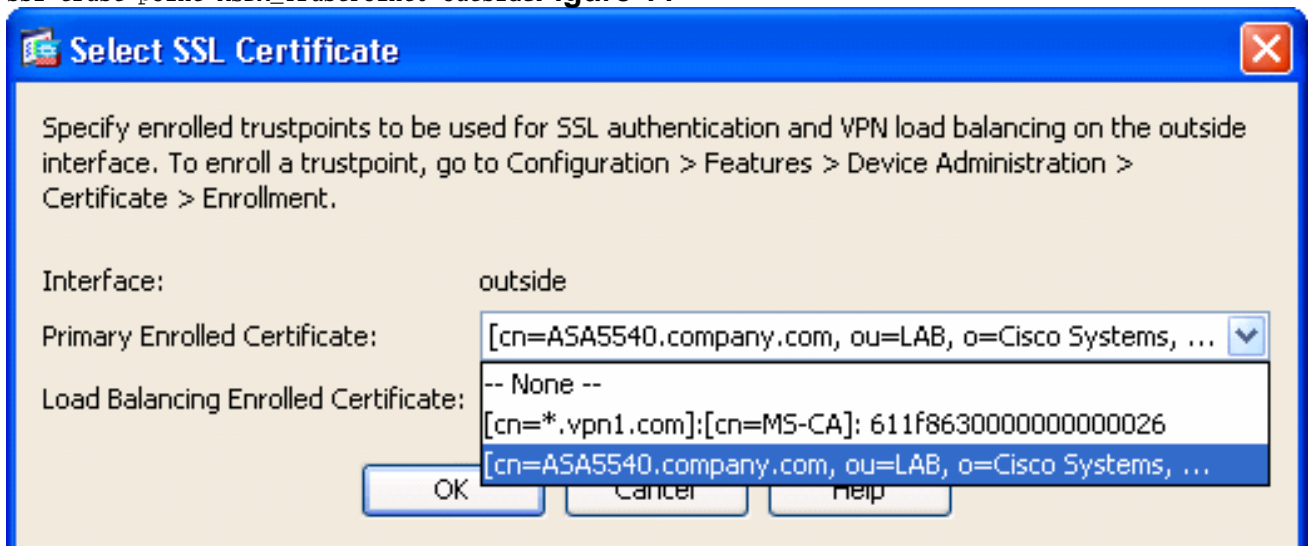 Select SSL Certificate
Specify enrolled trustpoints to be used for SSL authentication and VPN load balancing on the outside
interface. To enroll a trustpoint, go to Configuration > Features > Device Administration >
Certificate > Enrollment.
Interface: outside
Primary Enrolled Certificate: [cn=ASA5540.company.com, ou=LAB, o=Cisco Systems, ...
-- None --
Load Balancing Enrolled Certificate:
[cn=*.vpn1.com]:[cn=MS-CA]: 611f8630000000000026
[cn=ASA5540.company.com, ou=LAB, o=Cisco Systems, ...
OK Cancel Help